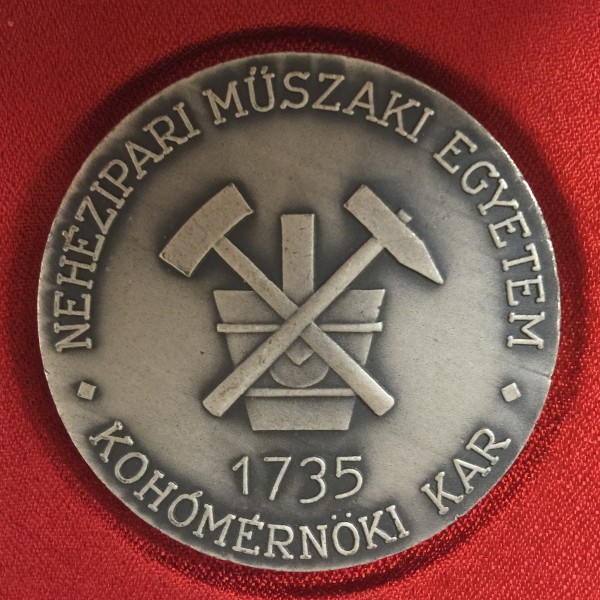 NEHÉZIPARI MŰSZAKI EGYETEM
1735
KOHÓMÉRNÖKI KAR